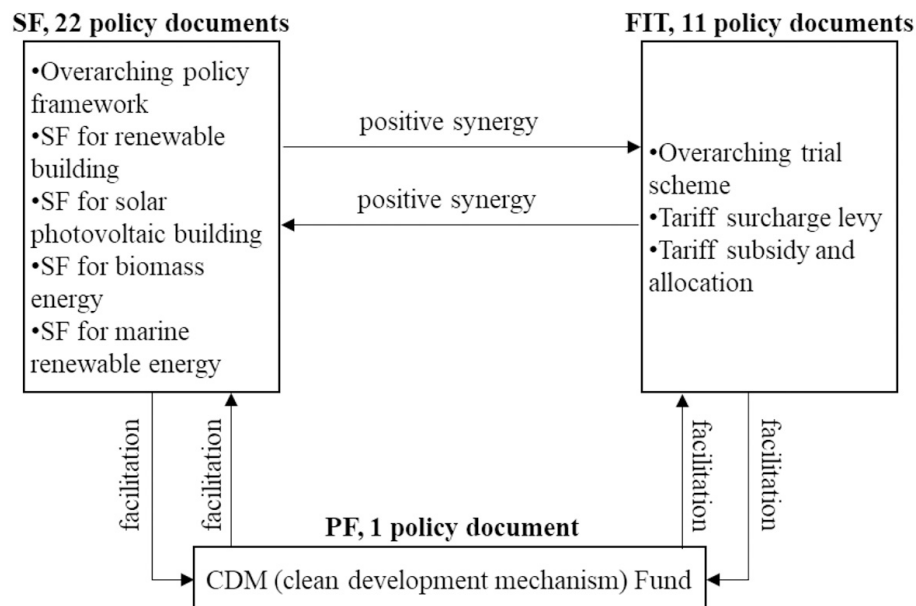 SF, 22 policy documents
•Overarching policy
framework
•SF for renewable
building
•SF for solar
photovoltaic building
•SF for biomass
energy
•SF for marine
renewable energy
positive synergy
positive synergy
FIT, 11 policy documents
•Overarching trial
scheme
•Tariff surcharge levy
•Tariff subsidy and
allocation
facilitation
facilitation
facilitation
facilitation
PF, 1 policy document
CDM (clean development mechanism) Fund